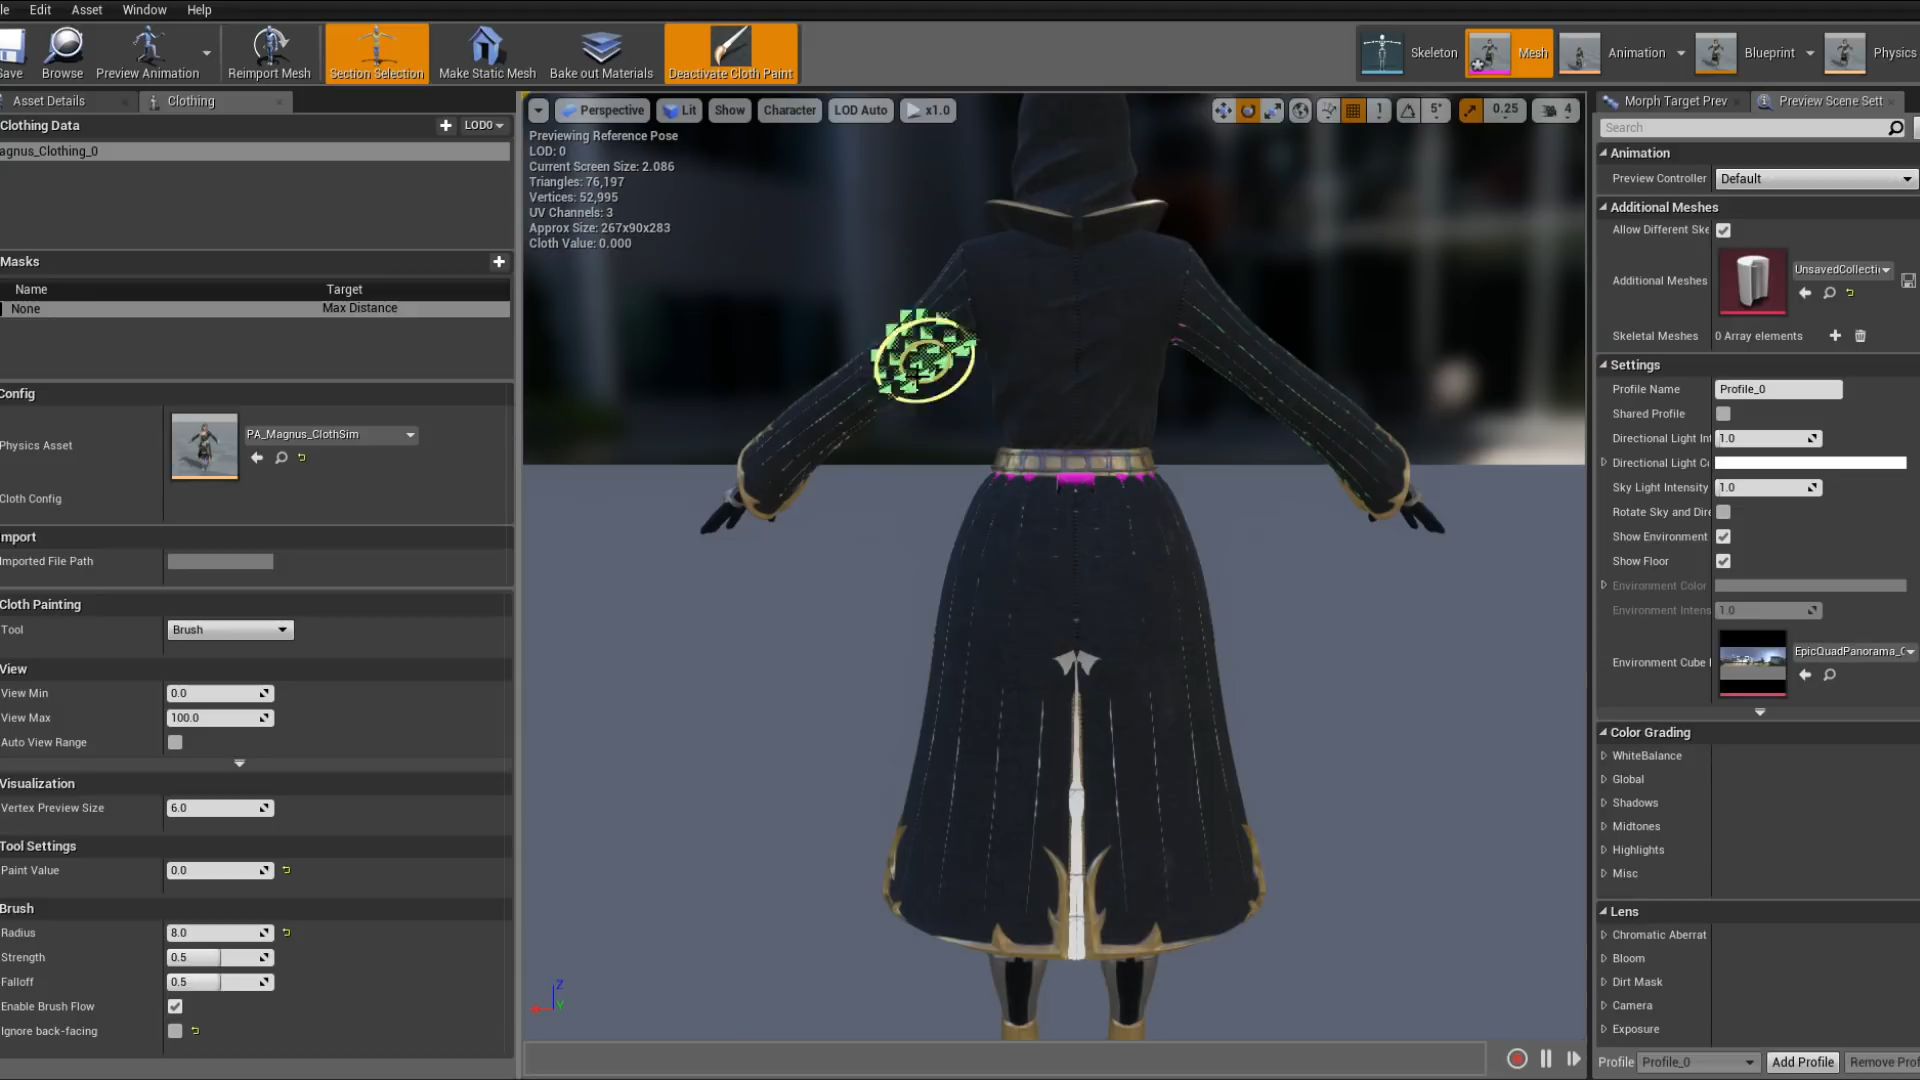 le Edit Asset Window Help
Save Browse Preview Animation Reimport Mesh Section Selection Make Static Mesh Bake out Materials Deactivate Cloth Paint
Skeleton Mesh Animation Blueprint Physics
Asset Details Clothing
Clothing Data LOD0
agnus_Clothing_0
Masks
Name Target
None Max Distance
Config
Physics Asset PA_Magnus_ClothSim
Cloth Config
mport
Imported File Path
Cloth Painting
Tool Brush
View
View Min 0.0
View Max 100.0
Auto View Range
Visualization
Vertex Preview Size 6.0
Tool Settings
Paint Value 0.0
Brush
Radius 8.0
Strength 0.5
Falloff 0.5
Enable Brush Flow
Ignore back-facing
Perspective Lit Show Character LOD Auto x1.0
1 5° 0.25 4
Previewing Reference Pose
LOD: 0
Current Screen Size: 2.086
Triangles: 76,197
Vertices: 52,995
UV Channels: 3
Approx Size: 267x90x283
Cloth Value: 0.000
Z
Y
Morph Target Prev Preview Scene Sett
Search
Animation
Preview Controller Default
Additional Meshes
Allow Different Ske
Additional Meshes UnsavedCollecti
Skeletal Meshes 0 Array elements
Settings
Profile Name Profile_0
Shared Profile
Directional Light Int 1.0
Directional Light Co
Sky Light Intensity 1.0
Rotate Sky and Dire
Show Environment
Show Floor
Environment Color
Environment Intens 1.0
Environment Cube EpicQuadPanorama_C
Color Grading
WhiteBalance
Global
Shadows
Midtones
Highlights
Misc
Lens
Chromatic Aberrat
Bloom
Dirt Mask
Camera
Exposure
Profile Profile_0 Add Profile Remove Prof